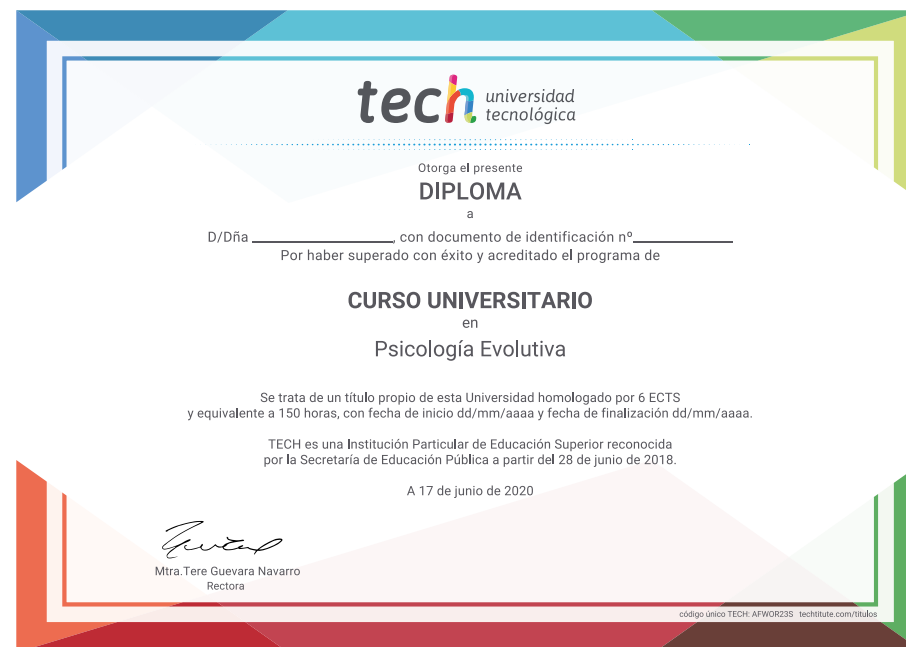 tech universidad
tecnológica
Otorga el presente
DIPLOMA
a
D/Dña ____________________, con documento de identificación nº______________
Por haber superado con éxito y acreditado el programa de
CURSO UNIVERSITARIO
en
Psicología Evolutiva
Se trata de un título propio de esta Universidad homologado por 6 ECTS
y equivalente a 150 horas, con fecha de inicio dd/mm/aaaa y fecha de finalización dd/mm/aaaa.
TECH es una Institución Particular de Educación Superior reconocida
por la Secretaría de Educación Pública a partir del 28 de junio de 2018.
A 17 de junio de 2020
Mtra.Tere Guevara Navarro
Rectora
código único TECH: AFWOR23S techtitute.com/titulos